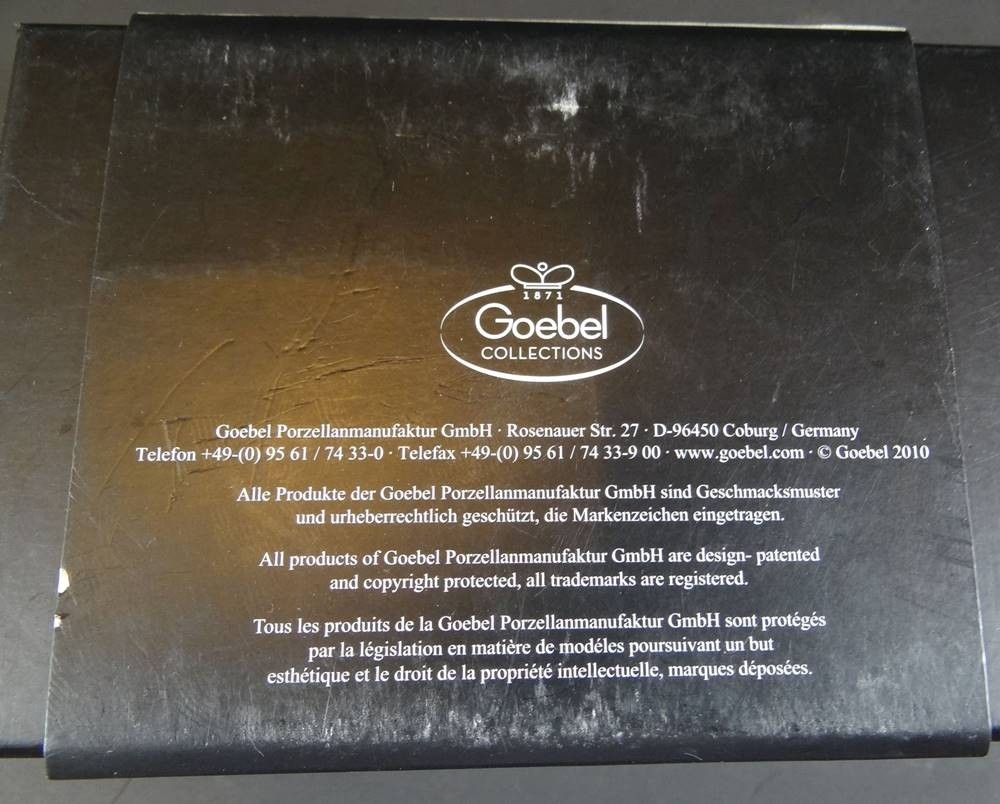 1871
Goebel
COLLECTIONS
Goebel Porzellanmanufaktur GmbH · Rosenauer Str. 27 · D-96450 Coburg / Germany
Telefon +49-(0) 95 61 / 74 33-0 · Telefax +49-(0) 95 61 / 74 33-9 00 · www.goebel.com · © Goebel 2010
Alle Produkte der Goebel Porzellanmanufaktur GmbH sind Geschmacksmuster
und urheberrechtlich geschützt, die Markenzeichen eingetragen.
All products of Goebel Porzellanmanufaktur GmbH are design- patented
and copyright protected, all trademarks are registered.
Tous les produits de la Goebel Porzellanmanufaktur GmbH sont protégés
par la législation en matière de modéles poursuivant un but
esthétique et le droit de la propriété intellectuelle, marques déposées.